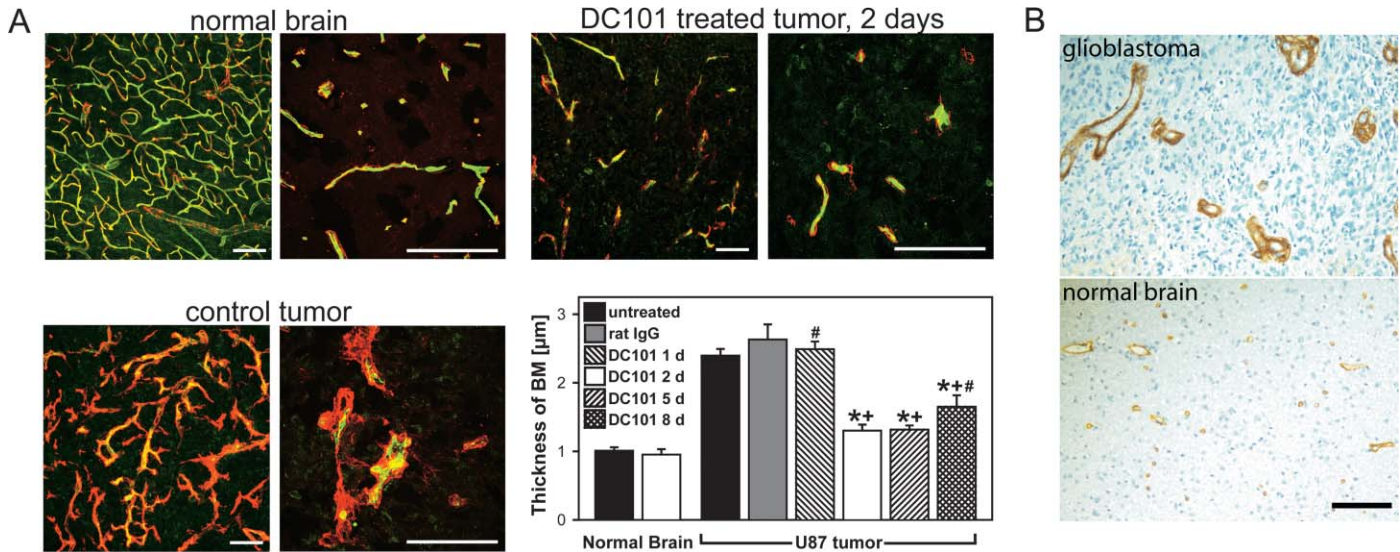 A
normal brain
DC101 treated tumor, 2 days
B
glioblastoma
normal brain
control tumor
Thickness of BM [µm]
3
2
1
0
untreated
rat IgG
DC101 1 d
DC101 2 d
DC101 5 d
DC101 8 d
#
*+
*+
*+#
Normal Brain
U87 tumor